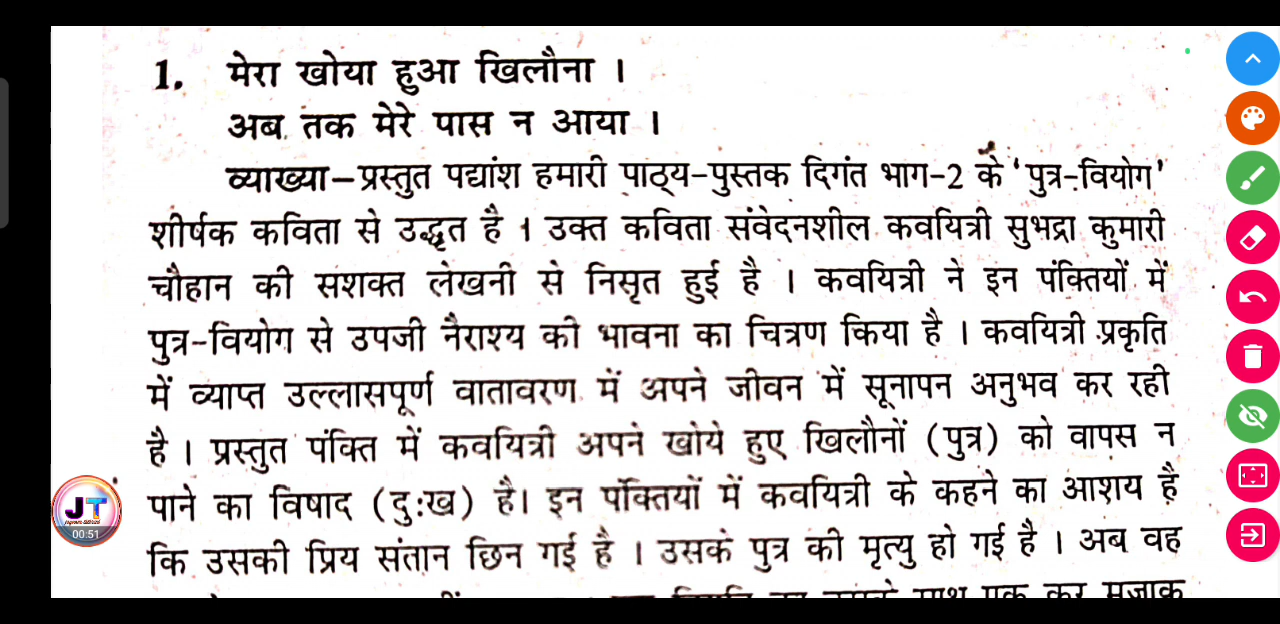 1. मेरा खोया हुआ खिलौना ।
अब तक मेरे पास न आया ।
व्याख्या–प्रस्तुत पद्यांश हमारी पाठ्य-पुस्तक दिगंत भाग-2 के 'पुत्र-वियोग'
शीर्षक कविता से उद्धृत है । उक्त कविता संवेदनशील कवयित्री सुभद्रा कुमारी
चौहान की सशक्त लेखनी से निसृत हुई है । कवयित्री ने इन पंक्तियों में
पुत्र-वियोग से उपजी नैराश्य की भावना का चित्रण किया है । कवयित्री प्रकृति
में व्याप्त उल्लासपूर्ण वातावरण में अपने जीवन में सूनापन अनुभव कर रही
है । प्रस्तुत पंक्ति में कवयित्री अपने खोये हुए खिलौनों (पुत्र) को वापस न
पाने का विषाद (दुःख) है। इन पंक्तियों में कवयित्री के कहने का आशय है
कि उसकी प्रिय संतान छिन गई है । उसके पुत्र की मृत्यु हो गई है । अब वह
JT
00:51